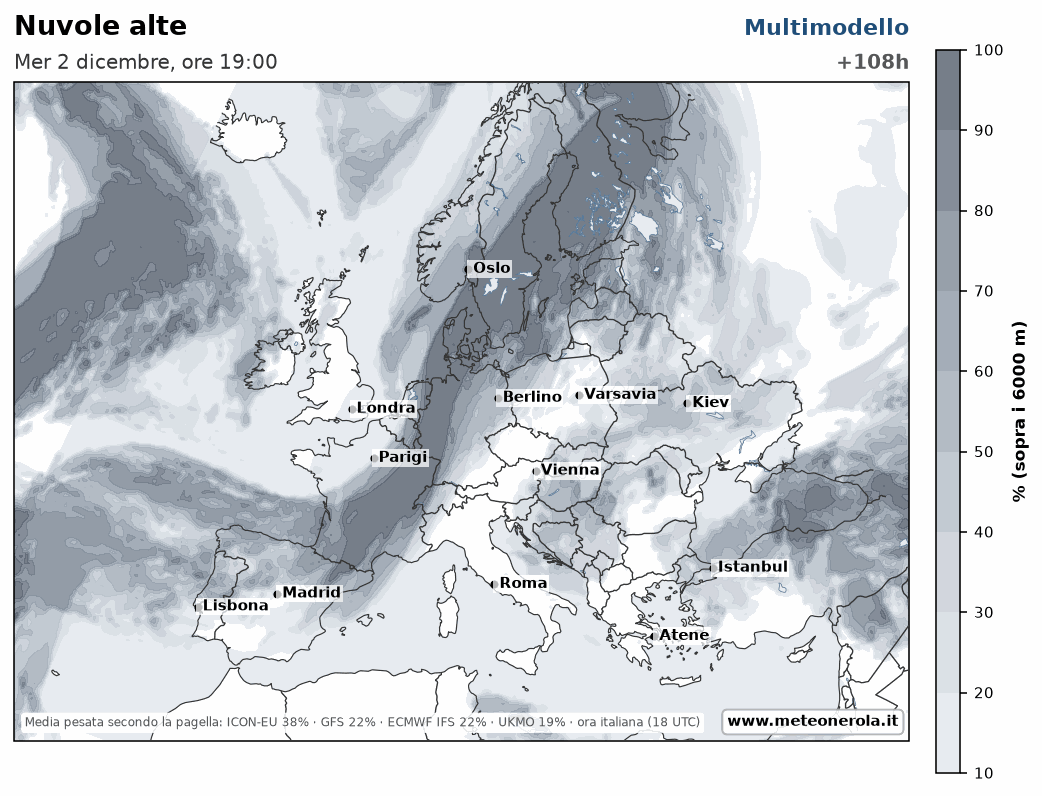 Nuvole alte
Multimodello
Mer 2 dicembre, ore 19:00
+108h
100
90
80
70
60
50
40
30
20
10
% (sopra i 6000 m)
Oslo
Londra
Berlino
Varsavia
Kiev
Parigi
Vienna
Istanbul
Roma
Madrid
Lisbona
Atene
Media pesata secondo la pagella: ICON-EU 38% · GFS 22% · ECMWF IFS 22% · UKMO 19% · ora italiana (18 UTC)
www.meteonerola.it